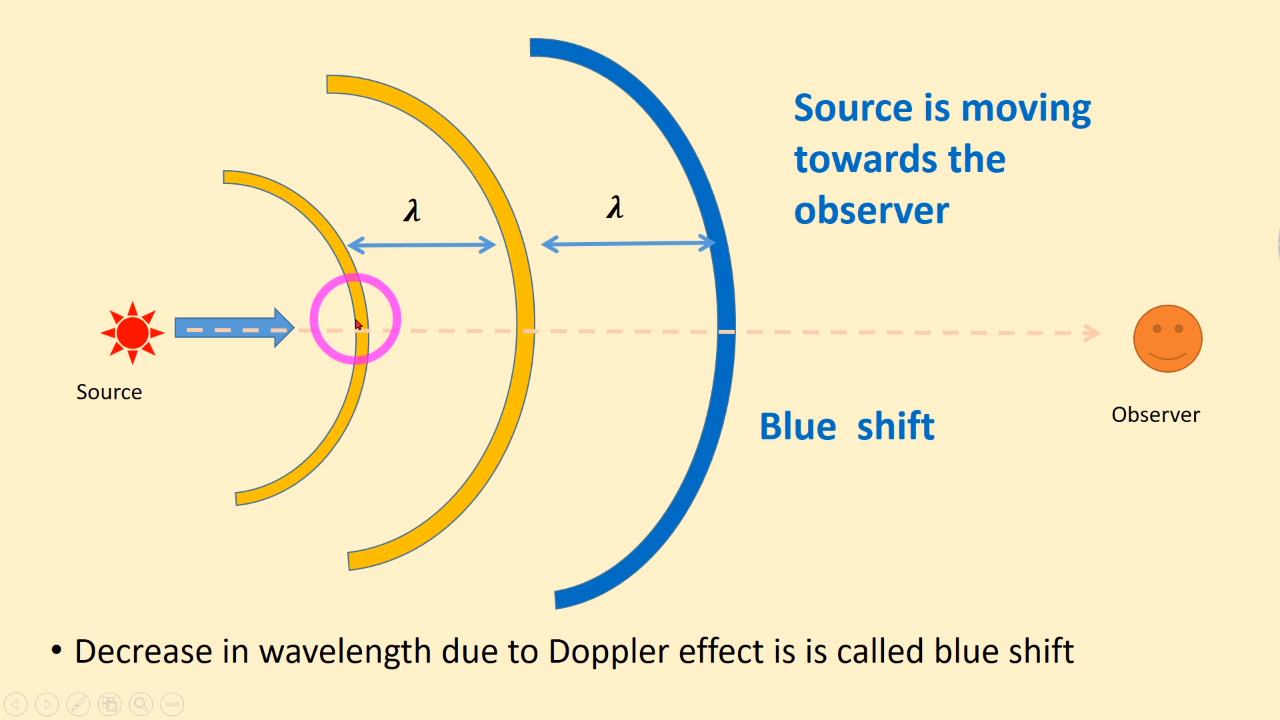 Source is moving
towards the
observer
λ
λ
Source
Observer
Blue shift
• Decrease in wavelength due to Doppler effect is is called blue shift